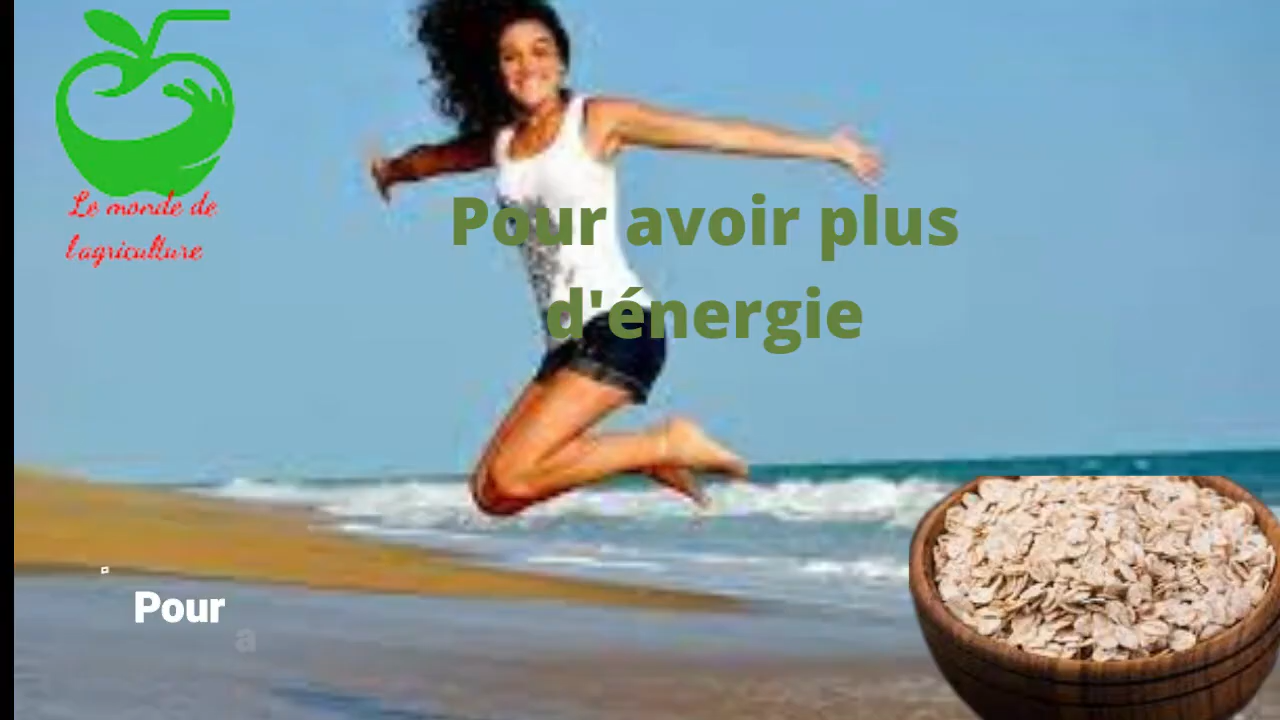 Le monde de
l'agriculture
Pour avoir plus
d'énergie
Pour
a